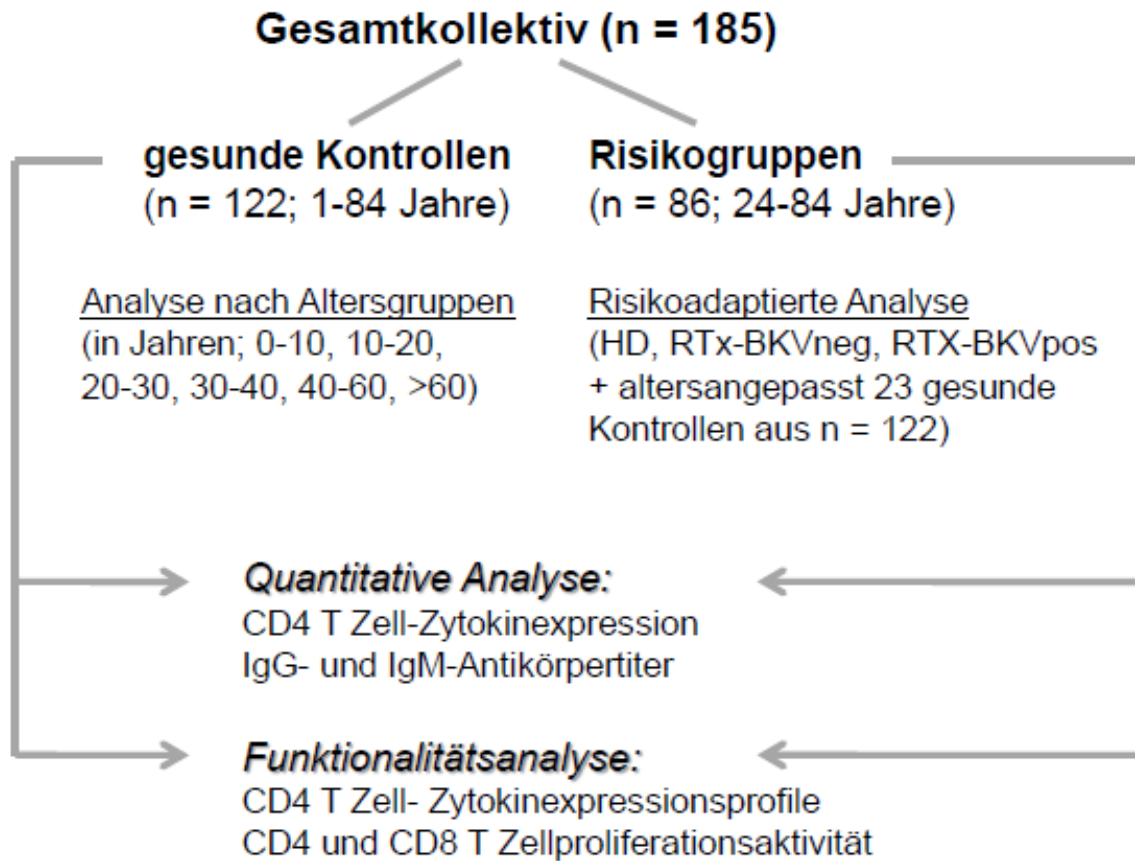 Gesamtkollektiv (n = 185)
gesunde Kontrollen
(n = 122; 1-84 Jahre)
Analyse nach Altersgruppen
(in Jahren; 0-10, 10-20,
20-30, 30-40, 40-60, >60)
Risikogruppen
(n = 86; 24-84 Jahre)
Risikoadaptierte Analyse
(HD, RTx-BKVneg, RTX-BKVpos
+ altersangepasst 23 gesunde
Kontrollen aus n = 122)
Quantitative Analyse:
CD4 T Zell-Zytokinexpression
IgG- und IgM-Antikörpertiter
Funktionalitätsanalyse:
CD4 T Zell- Zytokinexpressionsprofile
CD4 und CD8 T Zellproliferationsaktivität